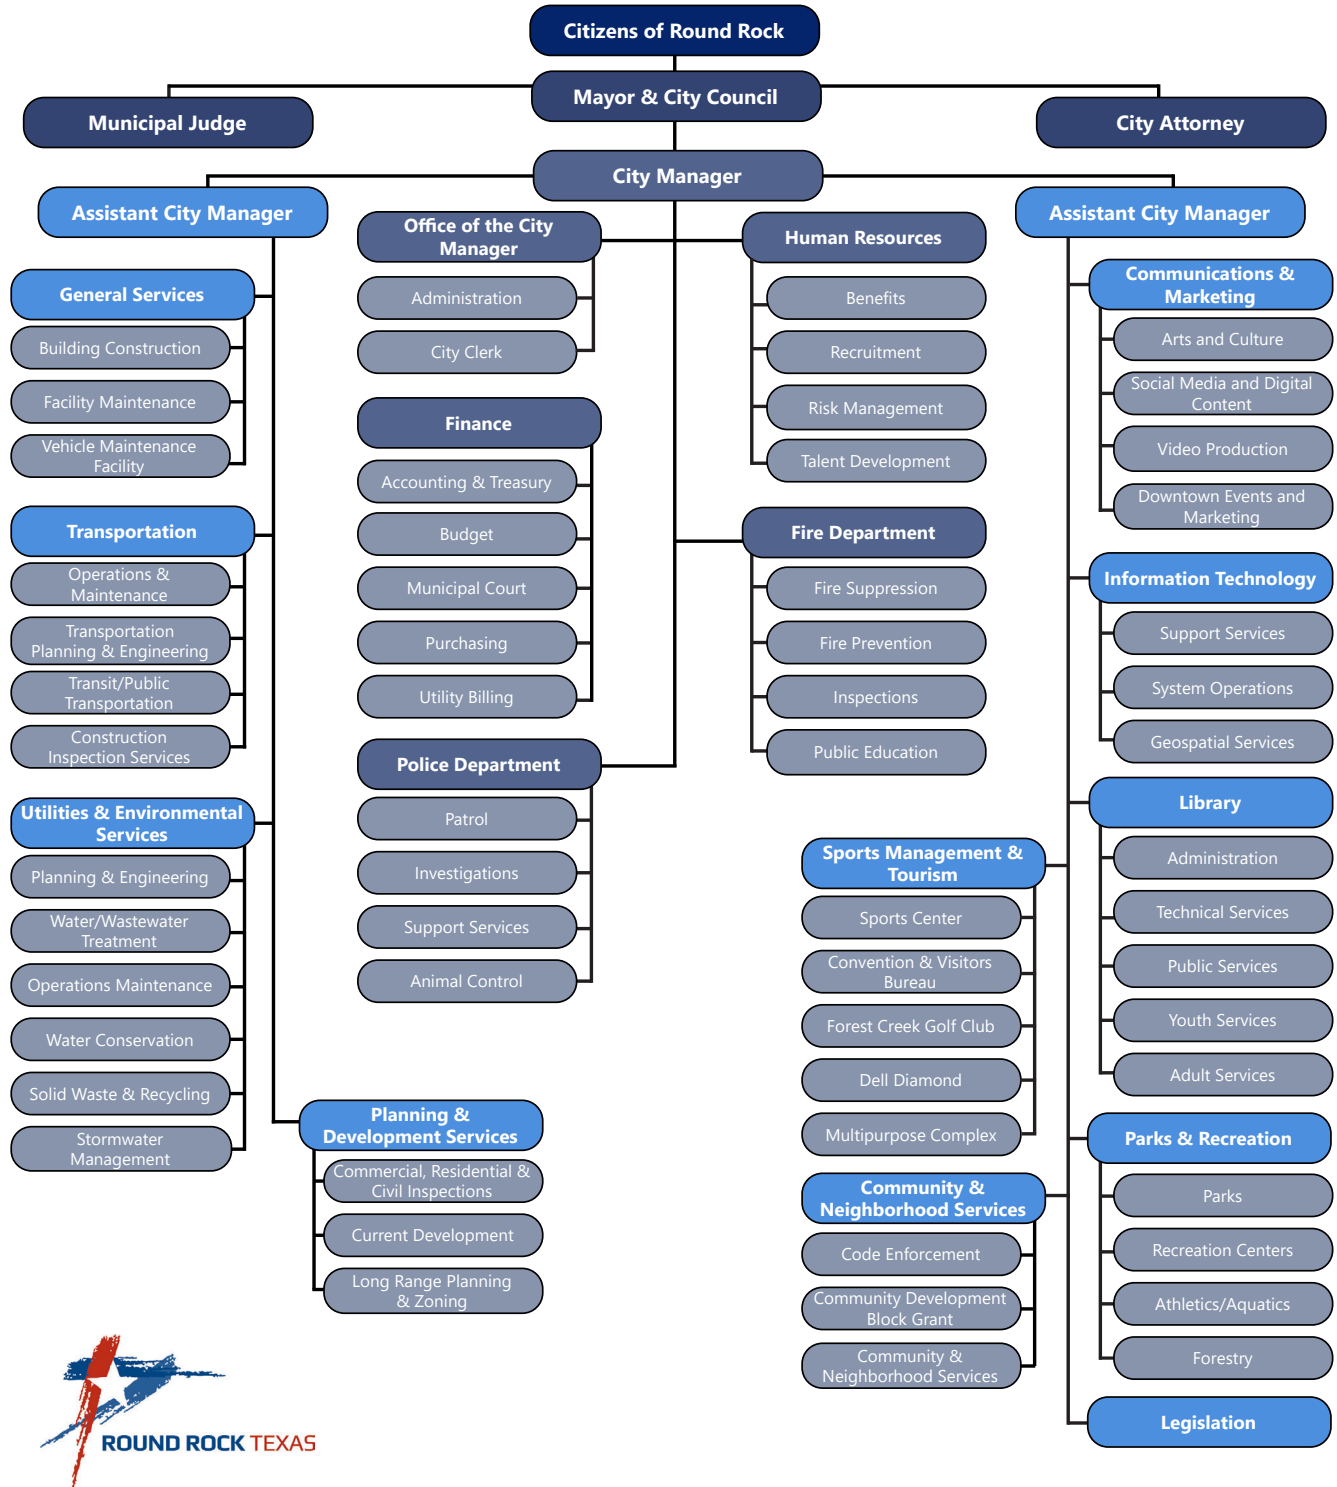 Citizens of Round Rock
Mayor & City Council
Municipal Judge
City Attorney
City Manager
Assistant City Manager
General Services
Building Construction
Facility Maintenance
Vehicle Maintenance
Facility
Transportation
Operations &
Maintenance
Transportation
Planning & Engineering
Transit/Public
Transportation
Construction
Inspection Services
Utilities & Environmental
Services
Planning & Engineering
Water/Wastewater
Treatment
Operations Maintenance
Water Conservation
Solid Waste & Recycling
Stormwater
Management
Planning &
Development Services
Commercial, Residential &
Civil Inspections
Current Development
Long Range Planning
& Zoning
Office of the City
Manager
Administration
City Clerk
Finance
Accounting & Treasury
Budget
Municipal Court
Purchasing
Utility Billing
Police Department
Patrol
Investigations
Support Services
Animal Control
Human Resources
Benefits
Recruitment
Risk Management
Talent Development
Fire Department
Fire Suppression
Fire Prevention
Inspections
Public Education
Assistant City Manager
Communications &
Marketing
Arts and Culture
Social Media and Digital
Content
Video Production
Downtown Events and
Marketing
Information Technology
Support Services
System Operations
Geospatial Services
Library
Administration
Technical Services
Public Services
Youth Services
Adult Services
Sports Management &
Tourism
Sports Center
Convention & Visitors
Bureau
Forest Creek Golf Club
Dell Diamond
Multipurpose Complex
Community &
Neighborhood Services
Code Enforcement
Community Development
Block Grant
Community &
Neighborhood Services
Parks & Recreation
Parks
Recreation Centers
Athletics/Aquatics
Forestry
Legislation
ROUND ROCK TEXAS